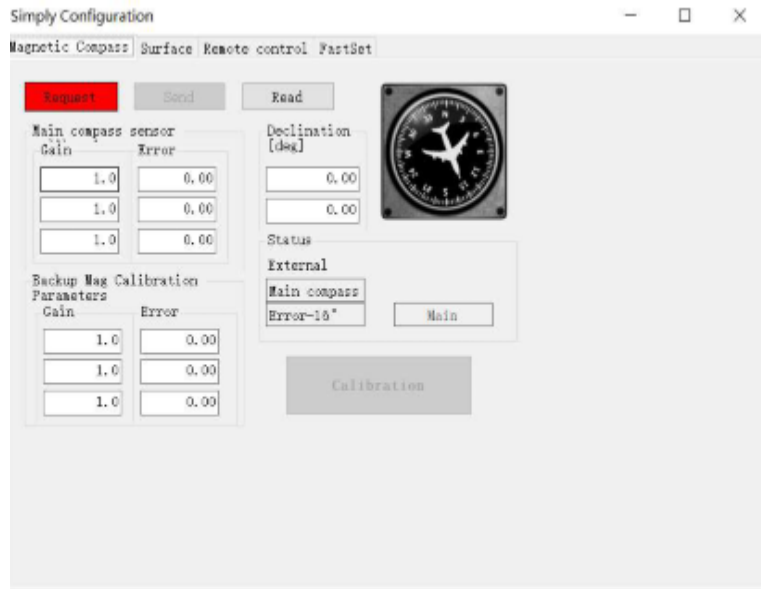 Simply Configuration
Magnetic Compass Surface Remote control FastSet
Request Send Read
Main compass sensor
Gain Error
1.0 0.00
1.0 0.00
1.0 0.00
Declination
[deg]
0.00
0.00
Status
External
Main compass
Error-15° Main
Backup Mag Calibration
Parameters
Gain Error
1.0 0.00
1.0 0.00
1.0 0.00
Calibration